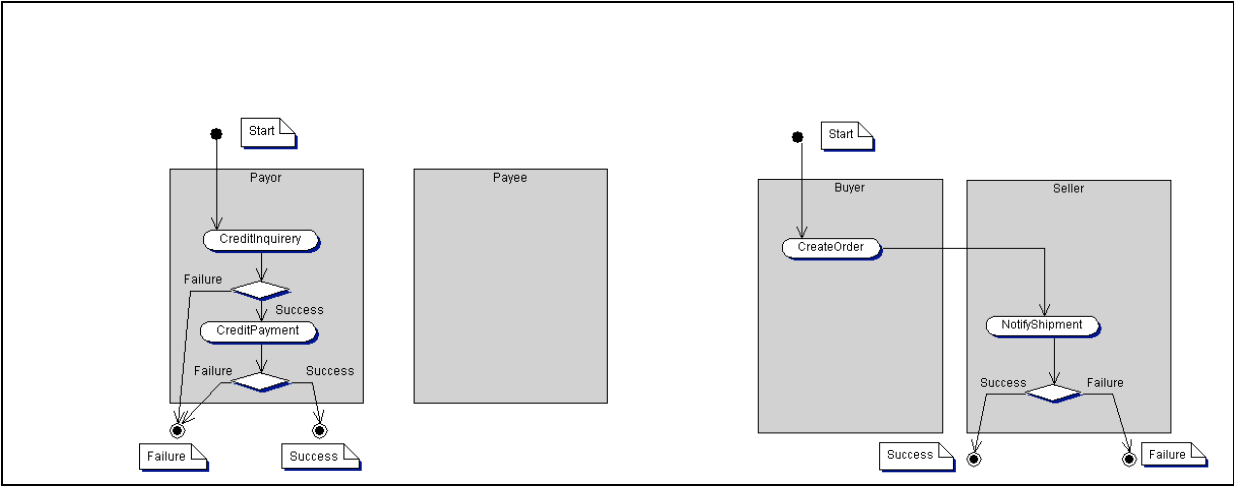 Start
Payor
Payee
CreditInquirery
Failure
Success
CreditPayment
Failure
Success
Failure
Success
Start
Buyer
Seller
CreateOrder
NotifyShipment
Success
Failure
Success
Failure